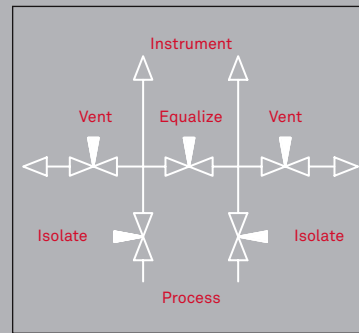 Instrument
Vent Equalize Vent
Isolate Isolate
Process